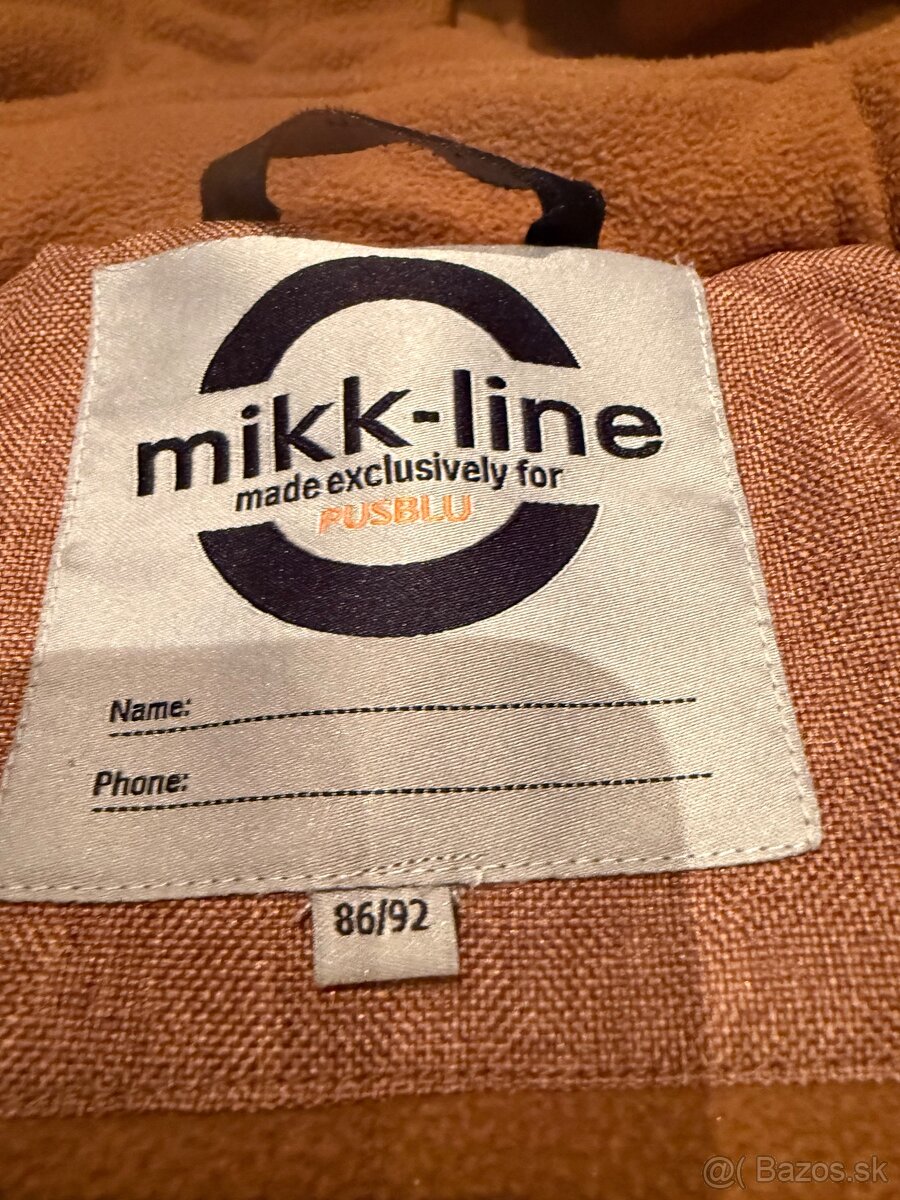 mikk-line
made exclusively for
PUSBLU
Name:
Phone:
86/92
@( Bazos.sk